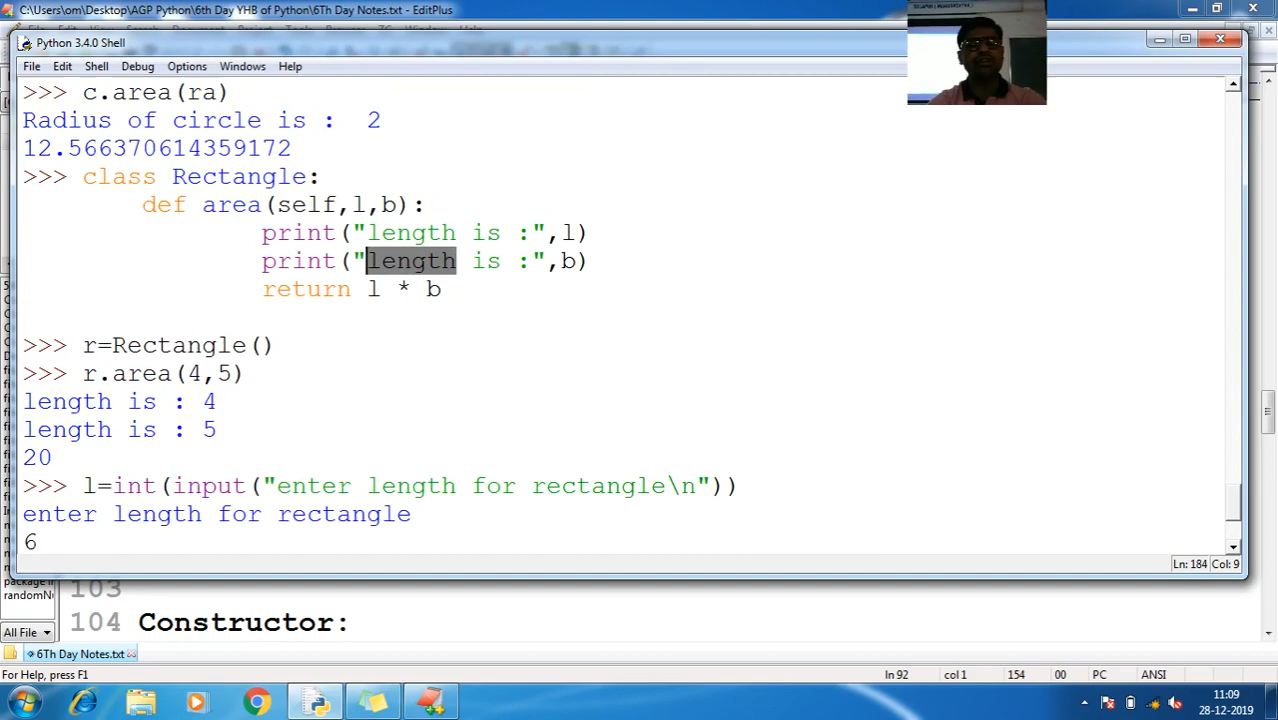 C:\Users\om\Desktop\AGP Python\6th Day YHB of Python\6Th Day Notes.txt - EditPlus
Python 3.4.0 Shell
File Edit Shell Debug Options Windows Help
>>> c.area(ra)
Radius of circle is :  2
12.566370614359172
>>> class Rectangle:
def area(self,l,b):
print("length is :",l)
print("length is :",b)
return l * b
>>> r=Rectangle()
>>> r.area(4,5)
length is : 4
length is : 5
20
>>> l=int(input("enter length for rectangle\n"))
enter length for rectangle
6
Ln: 184 Col: 9
randomNu
103
104 Constructor:
All File
6Th Day Notes.txt
For Help, press F1
ln 92 col 1 154 00 PC ANSI
11:09
28-12-2019